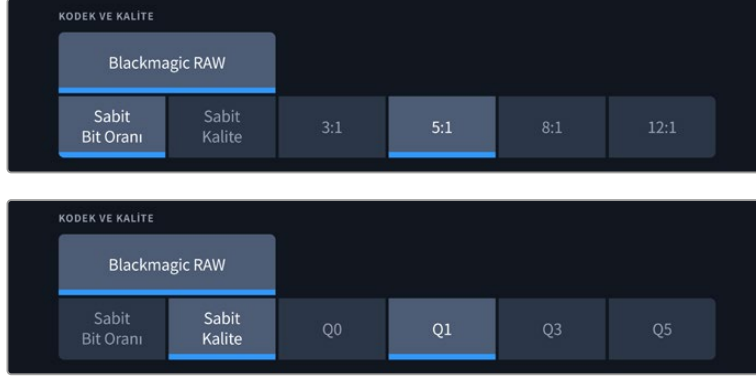 KODEK VE KALİTE
Blackmagic RAW
Sabit Bit Oranı
Sabit Kalite
3:1
5:1
8:1
12:1
KODEK VE KALİTE
Blackmagic RAW
Sabit Bit Oranı
Sabit Kalite
Q0
Q1
Q3
Q5